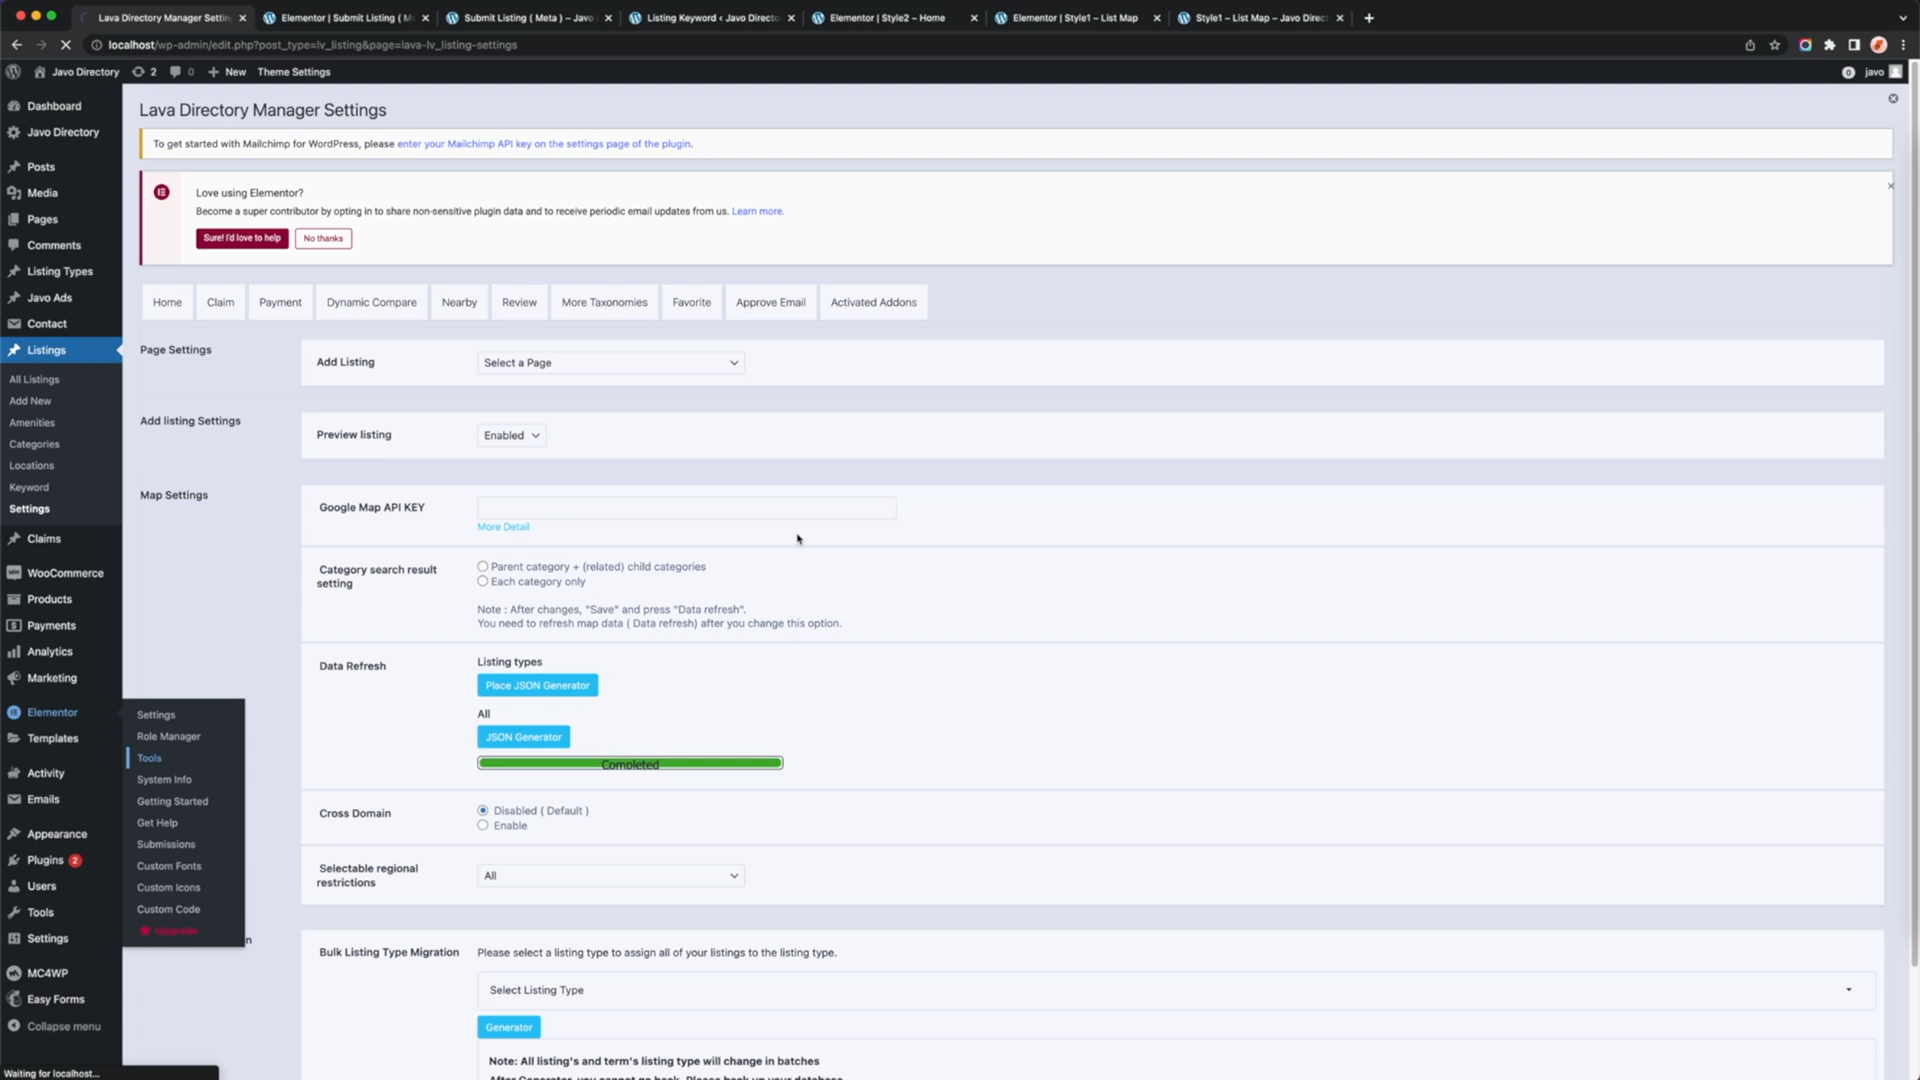 Lava Directory Manager Settin
Elementor | Submit Listing ( M
Submit Listing ( Meta ) – Javo
Listing Keyword ‹ Javo Directo
Elementor | Style2 – Home
Elementor | Style1 – List Map
Style1 – List Map – Javo Direct
localhost/wp-admin/edit.php?post_type=lv_listing&page=lava-lv_listing-settings
Javo Directory
2
0
New
Theme Settings
0
javo
Dashboard
Javo Directory
Posts
Media
Pages
Comments
Listing Types
Javo Ads
Contact
Listings
All Listings
Add New
Amenities
Categories
Locations
Keyword
Settings
Claims
WooCommerce
Products
Payments
Analytics
Marketing
Elementor
Templates
Activity
Emails
Appearance
Plugins 2
Users
Tools
Settings
MC4WP
Easy Forms
Collapse menu
Waiting for localhost...
Settings
Role Manager
Tools
System Info
Getting Started
Get Help
Submissions
Custom Fonts
Custom Icons
Custom Code
Upgrade
Lava Directory Manager Settings
To get started with Mailchimp for WordPress, please enter your Mailchimp API key on the settings page of the plugin.
Love using Elementor?
Become a super contributor by opting in to share non-sensitive plugin data and to receive periodic email updates from us. Learn more.
Sure! I'd love to help
No thanks
Home
Claim
Payment
Dynamic Compare
Nearby
Review
More Taxonomies
Favorite
Approve Email
Activated Addons
Page Settings
Add Listing
Select a Page
Add listing Settings
Preview listing
Enabled
Map Settings
Google Map API KEY
More Detail
Category search result
setting
Parent category + (related) child categories
Each category only
Note : After changes, "Save" and press "Data refresh".
You need to refresh map data ( Data refresh) after you change this option.
Data Refresh
Listing types
Place JSON Generator
All
JSON Generator
Completed
Cross Domain
Disabled ( Default )
Enable
Selectable regional
restrictions
All
n
Bulk Listing Type Migration
Please select a listing type to assign all of your listings to the listing type.
Select Listing Type
Generator
Note: All listing's and term's listing type will change in batches
After Generator, you cannot go back. Please back up your database